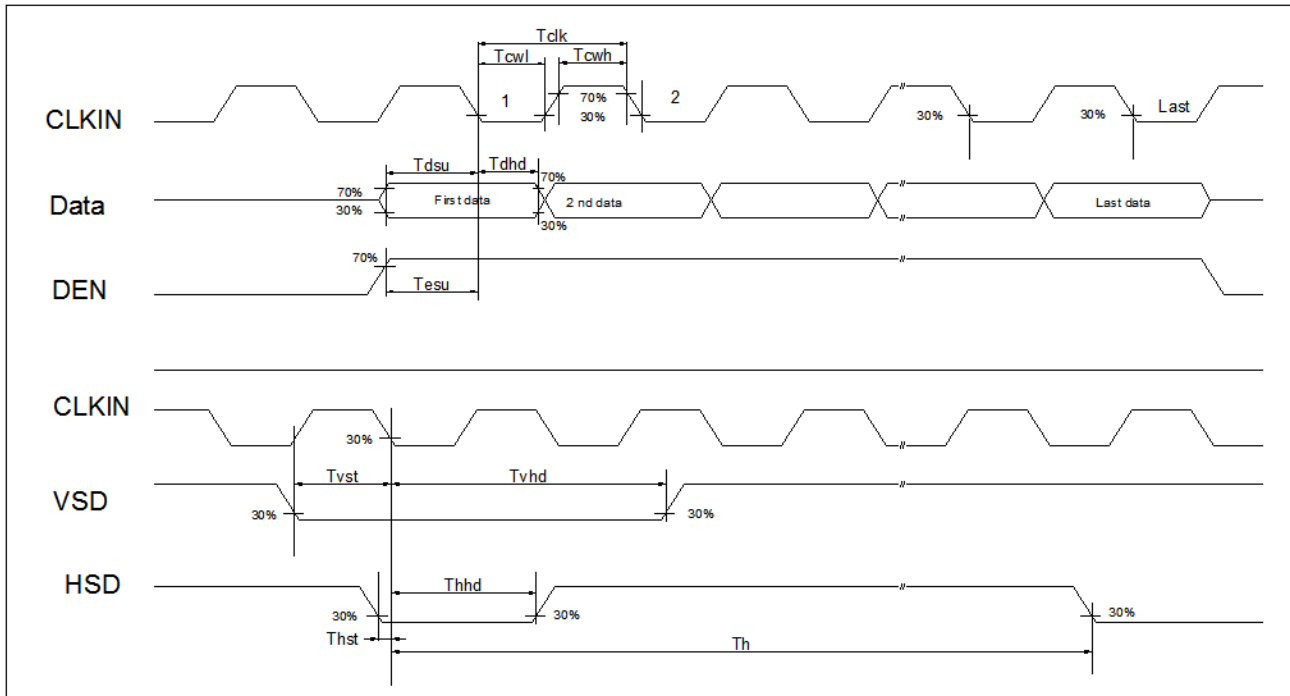 Tclk
Tcwl Tcwh
CLKIN 1 70% 30% 2 30% 30% Last
Tdsu Tdhd
Data 70% 30% First data 70% 30% 2 nd data Last data
DEN 70%
Tesu
CLKIN 30%
Tvst Tvhd
VSD 30% 30%
HSD Thhd
30% 30% 30%
Thst
Th